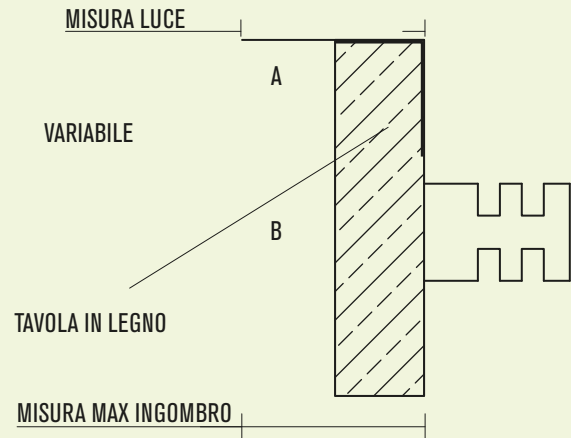 MISURA LUCE
A
VARIABILE
B
TAVOLA IN LEGNO
MISURA MAX INGOMBRO